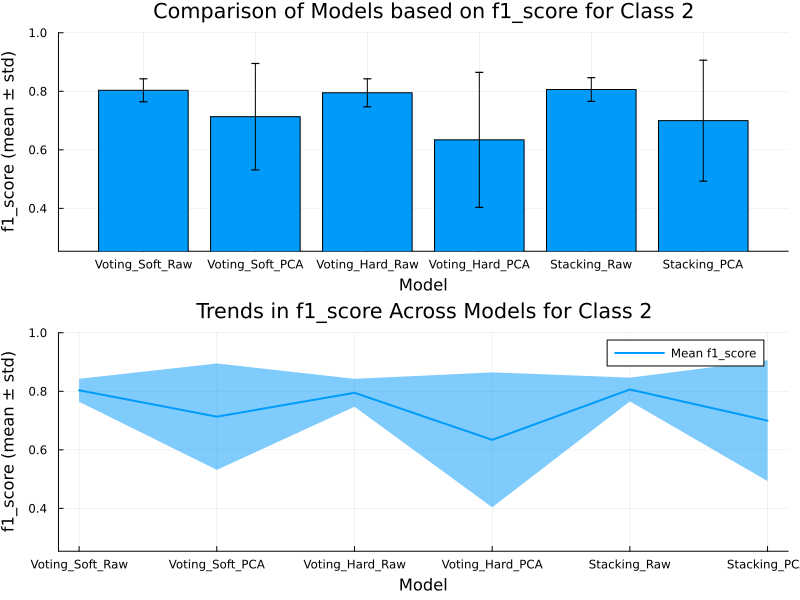 Comparison of Models based on f1_score for Class 2
f1_score (mean ± std)
1.0
0.8
0.6
0.4
Voting_Soft_Raw Voting_Soft_PCA Voting_Hard_Raw Voting_Hard_PCA Stacking_Raw Stacking_PCA
Model
Trends in f1_score Across Models for Class 2
f1_score (mean ± std)
1.0
Mean f1_score
0.8
0.6
0.4
Voting_Soft_Raw Voting_Soft_PCA Voting_Hard_Raw Voting_Hard_PCA Stacking_Raw Stacking_PC
Model